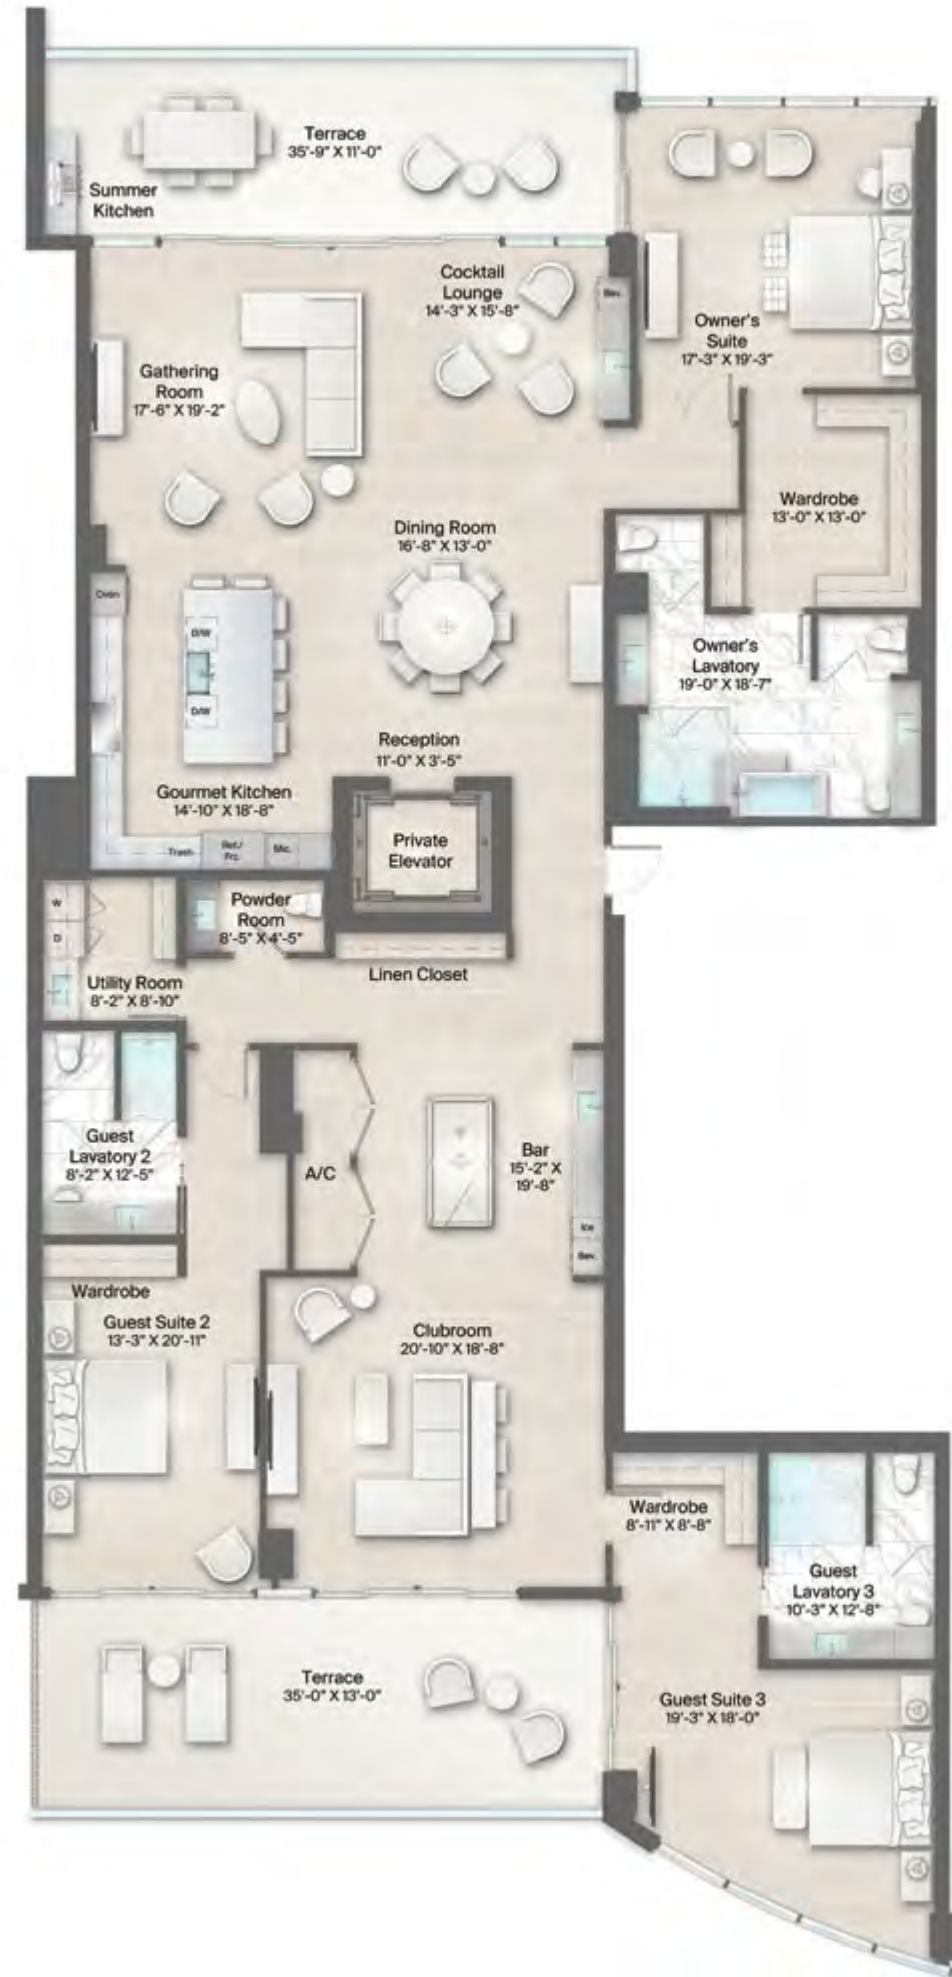 Terrace
35'-9" X 11'-0"
Summer
Kitchen
Cocktail
Lounge
14'-3" X 15'-8"
Bev.
Owner's
Suite
17'-3" X 19'-3"
Gathering
Room
17'-6" X 19'-2"
Wardrobe
13'-0" X 13'-0"
Dining Room
16'-8" X 13'-0"
Oven
D/W
D/W
Owner's
Lavatory
19'-0" X 18'-7"
Reception
11'-0" X 3'-5"
Gourmet Kitchen
14'-10" X 18'-8"
Trash
Ref./
Frz.
Mic.
Private
Elevator
W
D
Powder
Room
8'-5" X 4'-5"
Utility Room
8'-2" X 8'-10"
Linen Closet
Guest
Lavatory 2
8'-2" X 12'-5"
A/C
Bar
15'-2" X
19'-8"
Ice
Bev.
Wardrobe
Guest Suite 2
13'-3" X 20'-11"
Clubroom
20'-10" X 18'-8"
Wardrobe
8'-11" X 8'-8"
Guest
Lavatory 3
10'-3" X 12'-8"
Terrace
35'-0" X 13'-0"
Guest Suite 3
19'-3" X 18'-0"